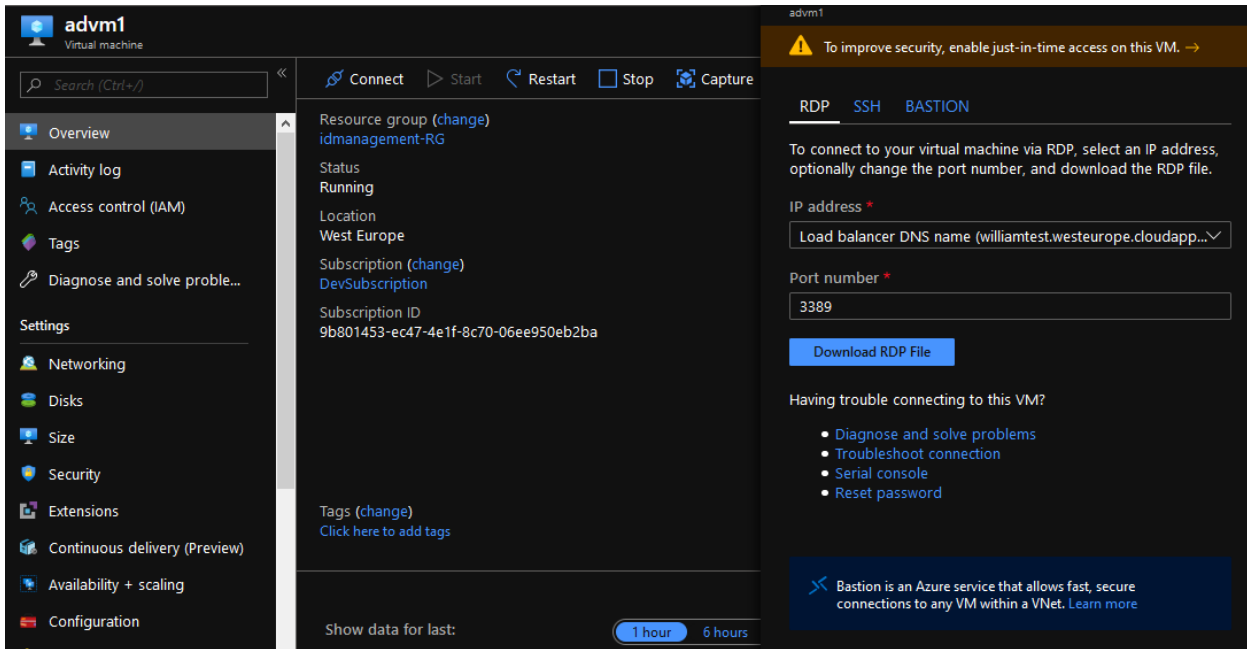 advm1
Virtual machine
Search (Ctrl+/)
«
Overview
Activity log
Access control (IAM)
Tags
Diagnose and solve proble...
Settings
Networking
Disks
Size
Security
Extensions
Continuous delivery (Preview)
Availability + scaling
Configuration
Connect Start Restart Stop Capture
Resource group (change)
idmanagement-RG
Status
Running
Location
West Europe
Subscription (change)
DevSubscription
Subscription ID
9b801453-ec47-4e1f-8c70-06ee950eb2ba
Tags (change)
Click here to add tags
Show data for last:
1 hour 6 hours
advm1
To improve security, enable just-in-time access on this VM. →
RDP SSH BASTION
To connect to your virtual machine via RDP, select an IP address,
optionally change the port number, and download the RDP file.
IP address *
Load balancer DNS name (williamtest.westeurope.cloudapp...
Port number *
3389
Download RDP File
Having trouble connecting to this VM?
• Diagnose and solve problems
• Troubleshoot connection
• Serial console
• Reset password
Bastion is an Azure service that allows fast, secure
connections to any VM within a VNet. Learn more